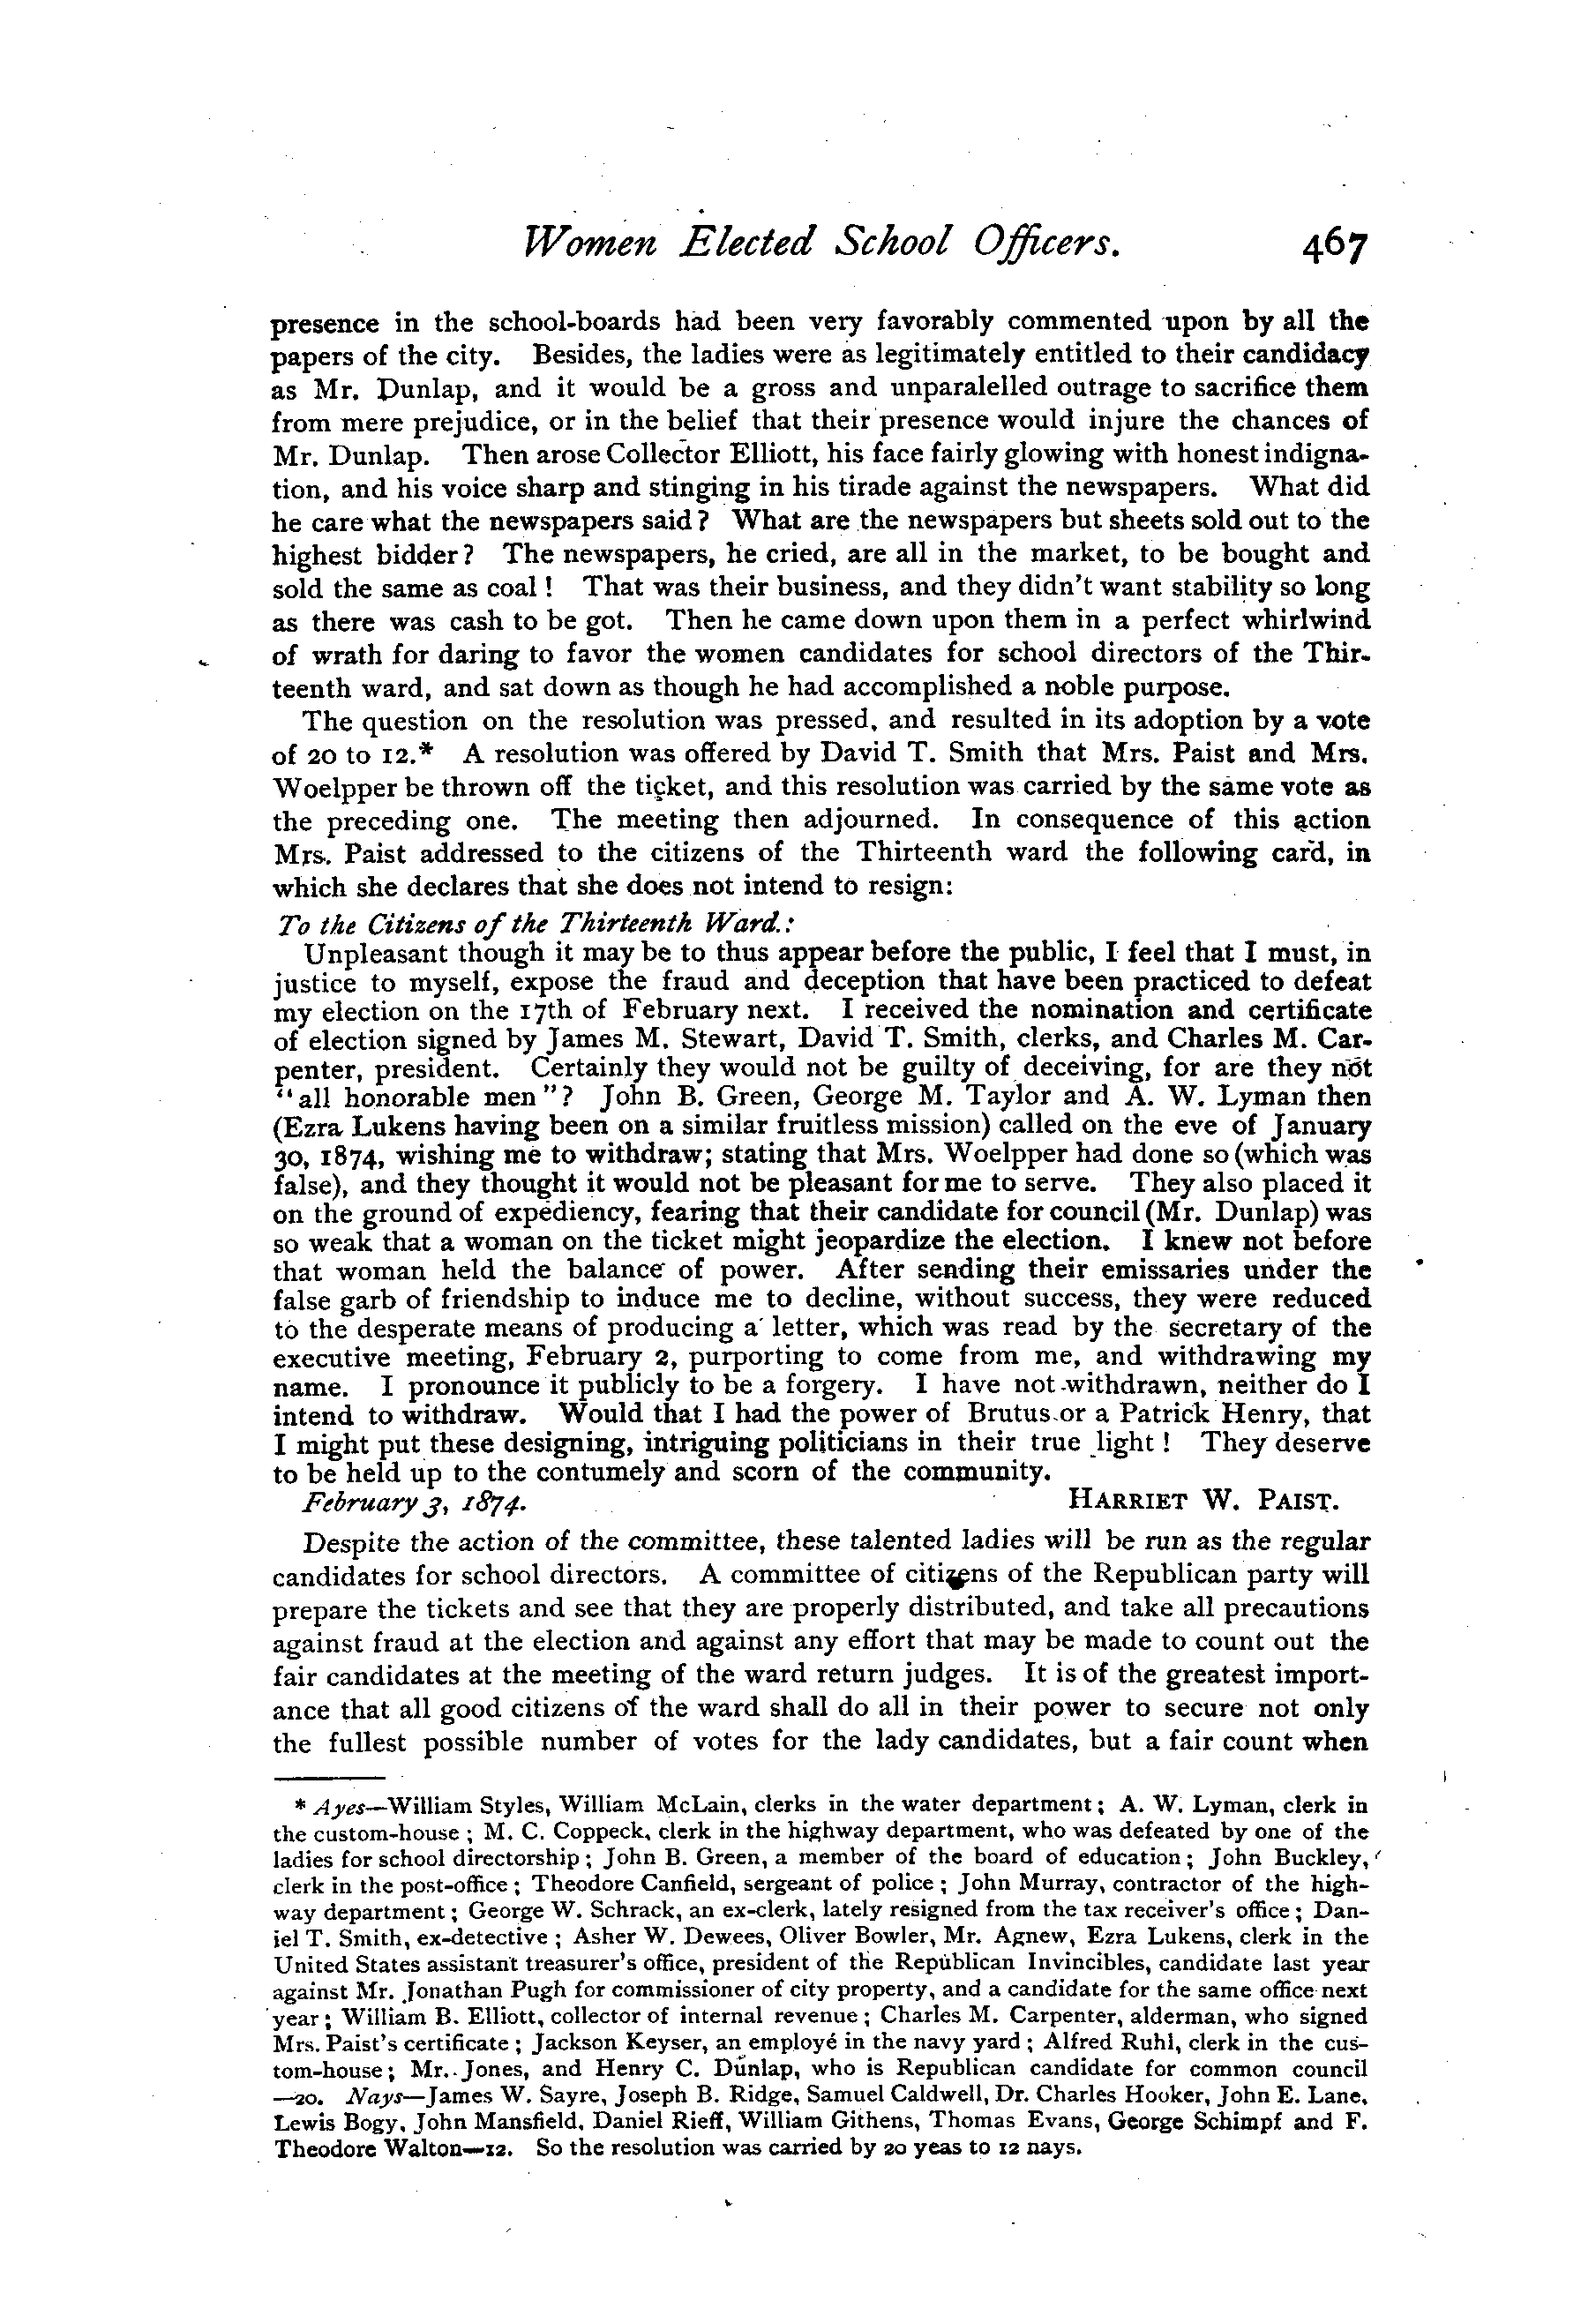 Women Elected School Officers. 467
presence in the school-boards had been very favorably commented upon by all the
papers of the city. Besides, the ladies were as legitimately entitled to their candidacy
as Mr. Dunlap, and it would be a gross and unparalelled outrage to sacrifice them
from mere prejudice, or in the belief that their presence would injure the chances of
Mr. Dunlap. Then arose Collector Elliott, his face fairly glowing with honest indigna-
tion, and his voice sharp and stinging in his tirade against the newspapers. What did
he care what the newspapers said? What are the newspapers but sheets sold out to the
highest bidder? The newspapers, he cried, are all in the market, to be bought and
sold the same as coal! That was their business, and they didn't want stability so long
as there was cash to be got. Then he came down upon them in a perfect whirlwind
of wrath for daring to favor the women candidates for school directors of the Thir-
teenth ward, and sat down as though he had accomplished a noble purpose.
The question on the resolution was pressed, and resulted in its adoption by a vote
of 20 to 12.* A resolution was offered by David T. Smith that Mrs. Paist and Mrs.
Woelpper be thrown off the ticket, and this resolution was carried by the same vote as
the preceding one. The meeting then adjourned. In consequence of this action
Mrs. Paist addressed to the citizens of the Thirteenth ward the following card, in
which she declares that she does not intend to resign:
To the Citizens of the Thirteenth Ward.:
Unpleasant though it may be to thus appear before the public, I feel that I must, in
justice to myself, expose the fraud and deception that have been practiced to defeat
my election on the 17th of February next. I received the nomination and certificate
of election signed by James M. Stewart, David T. Smith, clerks, and Charles M. Car-
penter, president. Certainly they would not be guilty of deceiving, for are they not
"all honorable men"? John B. Green, George M. Taylor and A. W. Lyman then
(Ezra Lukens having been on a similar fruitless mission) called on the eve of January
30, 1874, wishing me to withdraw; stating that Mrs. Woelpper had done so (which was
false), and they thought it would not be pleasant for me to serve. They also placed it
on the ground of expediency, fearing that their candidate for council (Mr. Dunlap) was
so weak that a woman on the ticket might jeopardize the election. I knew not before
that woman held the balance of power. After sending their emissaries under the
false garb of friendship to induce me to decline, without success, they were reduced
to the desperate means of producing a letter, which was read by the secretary of the
executive meeting, February 2, purporting to come from me, and withdrawing my
name. I pronounce it publicly to be a forgery. I have not withdrawn, neither do I
intend to withdraw. Would that I had the power of Brutus or a Patrick Henry, that
I might put these designing, intriguing politicians in their true light! They deserve
to be held up to the contumely and scorn of the community.
February 3, 1874. HARRIET W. PAIST.
Despite the action of the committee, these talented ladies will be run as the regular
candidates for school directors. A committee of citizens of the Republican party will
prepare the tickets and see that they are properly distributed, and take all precautions
against fraud at the election and against any effort that may be made to count out the
fair candidates at the meeting of the ward return judges. It is of the greatest import-
ance that all good citizens of the ward shall do all in their power to secure not only
the fullest possible number of votes for the lady candidates, but a fair count when
* Ayes—William Styles, William McLain, clerks in the water department; A. W. Lyman, clerk in
the custom-house; M. C. Coppeck, clerk in the highway department, who was defeated by one of the
ladies for school directorship; John B. Green, a member of the board of education; John Buckley,
clerk in the post-office; Theodore Canfield, sergeant of police; John Murray, contractor of the high-
way department; George W. Schrack, an ex-clerk, lately resigned from the tax receiver's office; Dan-
iel T. Smith, ex-detective; Asher W. Dewees, Oliver Bowler, Mr. Agnew, Ezra Lukens, clerk in the
United States assistant treasurer's office, president of the Republican Invincibles, candidate last year
against Mr. Jonathan Pugh for commissioner of city property, and a candidate for the same office next
year; William B. Elliott, collector of internal revenue; Charles M. Carpenter, alderman, who signed
Mrs. Paist's certificate; Jackson Keyser, an employé in the navy yard; Alfred Ruhl, clerk in the cus-
tom-house; Mr. Jones, and Henry C. Dunlap, who is Republican candidate for common council
—20. Nays—James W. Sayre, Joseph B. Ridge, Samuel Caldwell, Dr. Charles Hooker, John E. Lane,
Lewis Bogy, John Mansfield, Daniel Rieff, William Githens, Thomas Evans, George Schimpf and F.
Theodore Walton—12. So the resolution was carried by 20 yeas to 12 nays.